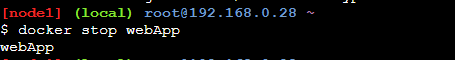 [node1] (local) root@192.168.0.28 ~
$ docker stop webApp
webApp